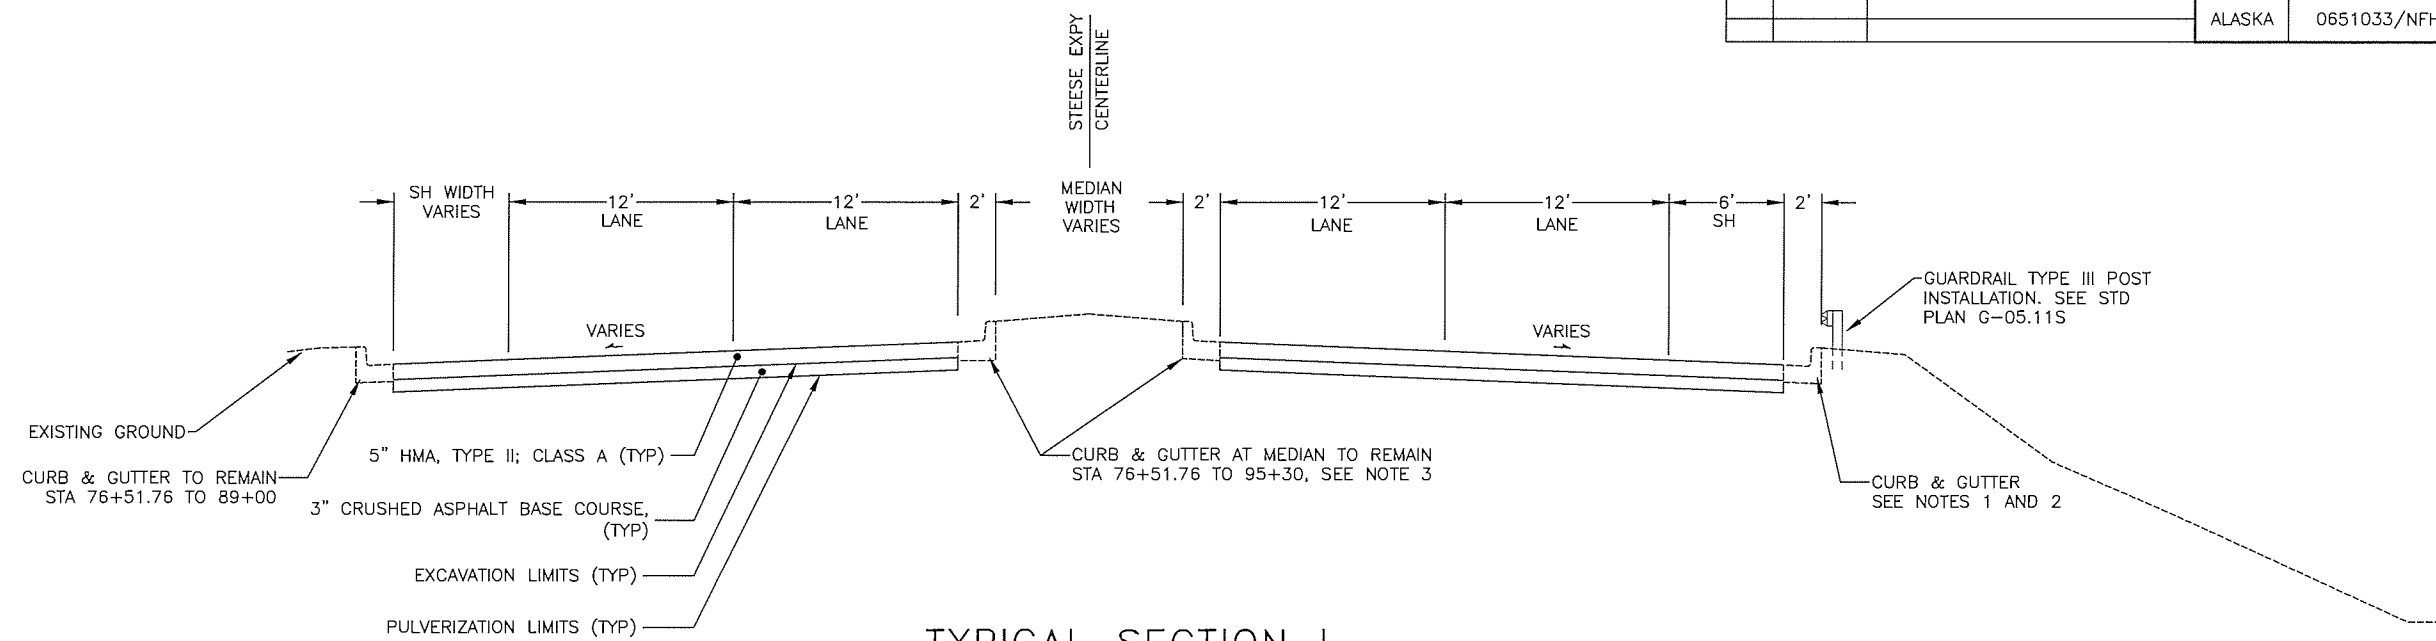 ALASKA
0651033/NFH
STEESE EXPY
CENTERLINE
SH WIDTH
VARIES
12'
LANE
12'
LANE
2'
MEDIAN
WIDTH
VARIES
2'
12'
LANE
12'
LANE
6'
SH
2'
VARIES
VARIES
GUARDRAIL TYPE III POST
INSTALLATION. SEE STD
PLAN G-05.11S
EXISTING GROUND
CURB & GUTTER TO REMAIN
STA 76+51.76 TO 89+00
5" HMA, TYPE II; CLASS A (TYP)
3" CRUSHED ASPHALT BASE COURSE,
(TYP)
EXCAVATION LIMITS (TYP)
PULVERIZATION LIMITS (TYP)
CURB & GUTTER AT MEDIAN TO REMAIN
STA 76+51.76 TO 95+30, SEE NOTE 3
CURB & GUTTER
SEE NOTES 1 AND 2
TYPICAL SECTION